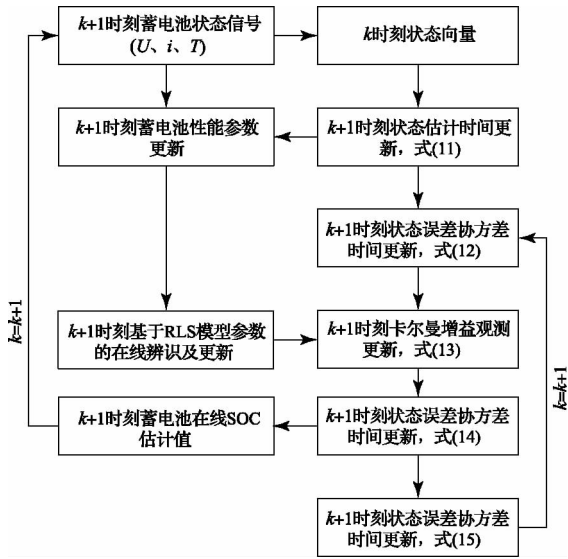 k+1时刻蓄电池状态信号
(U、i、T)
k时刻状态向量
k+1时刻蓄电池性能参数
更新
k+1时刻状态估计时间更
新，式(11)
k+1时刻状态误差协方差
时间更新，式(12)
k+1时刻基于RLS模型参数
的在线辨识及更新
k+1时刻卡尔曼增益观测
更新，式(13)
k+1时刻蓄电池在线SOC
估计值
k+1时刻状态误差协方差
时间更新，式(14)
k+1时刻状态误差协方差
时间更新，式(15)
k=k+1
k=k+1